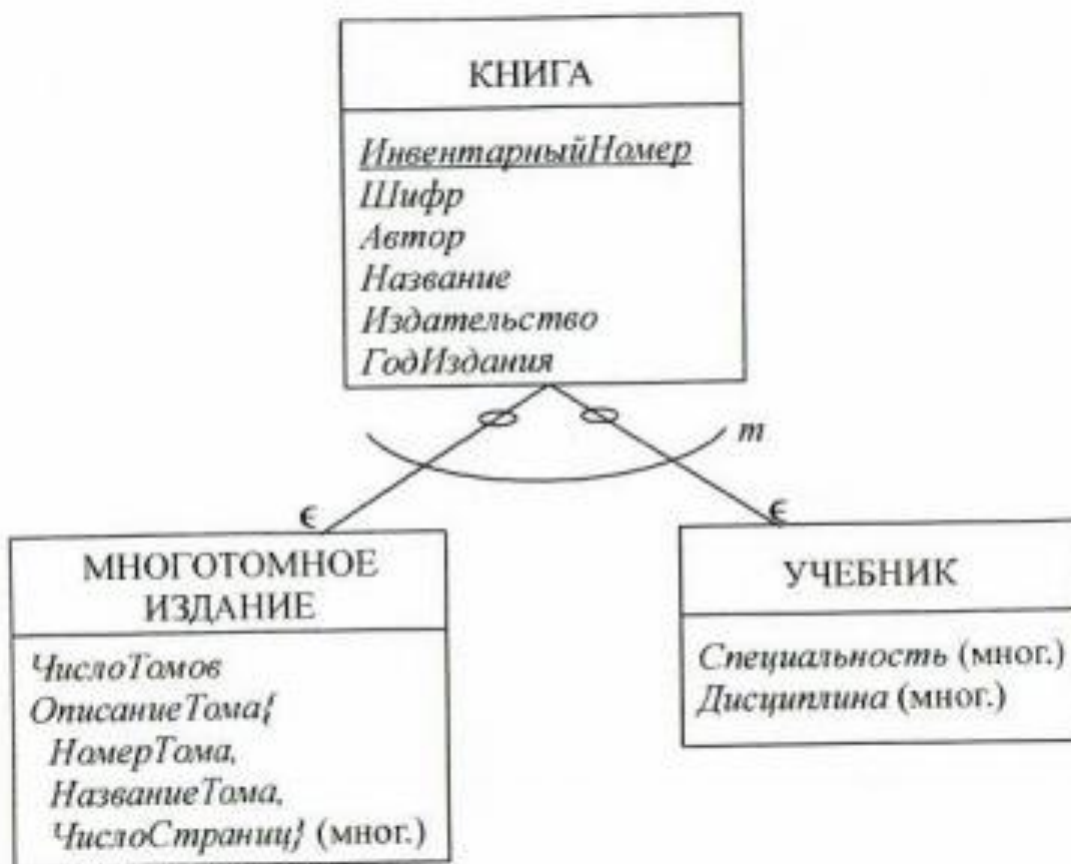 КНИГА
ИнвентарныйНомер
Шифр
Автор
Название
Издательство
ГодИздания
m
ϵ
ϵ
МНОГОТОМНОЕ
ИЗДАНИЕ
ЧислоТомов
ОписаниеТома{
НомерТома,
НазваниеТома,
ЧислоСтраниц} (мног.)
УЧЕБНИК
Специальность (мног.)
Дисциплина (мног.)